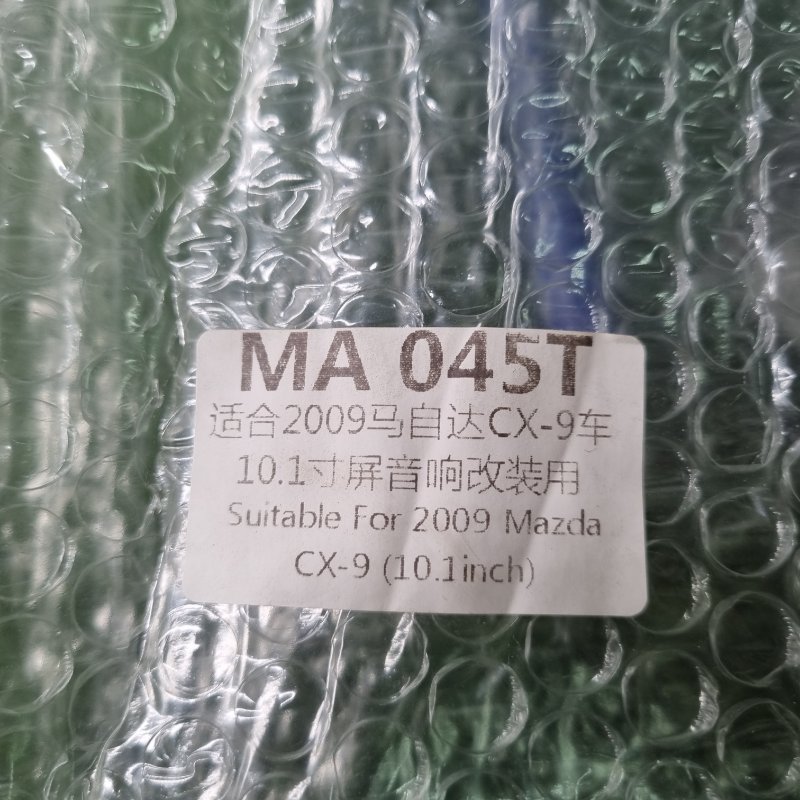 MA 045T
适合2009马自达CX-9车
10.1寸屏音响改装用
Suitable For 2009 Mazda
CX-9 (10.1inch)